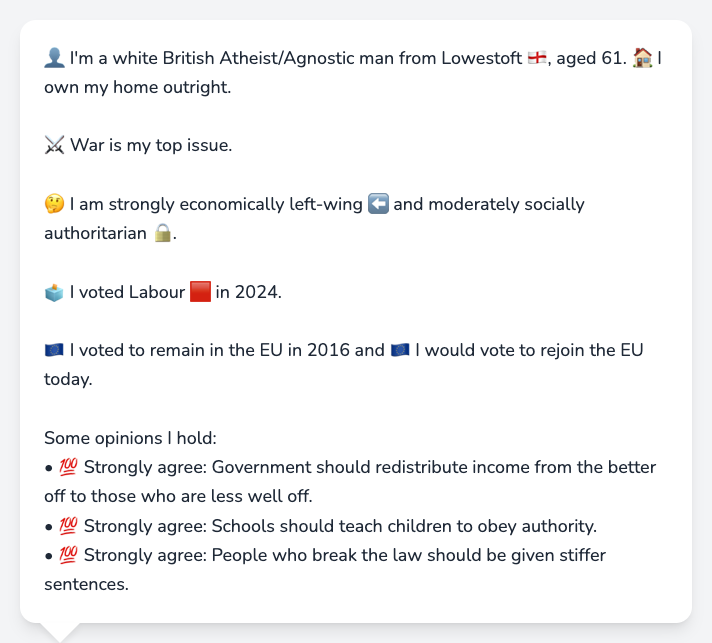 👤 I'm a white British Atheist/Agnostic man from Lowestoft 🏴󠁧󠁢󠁥󠁮󠁧󠁿, aged 61. 🏠 I
own my home outright.
⚔️ War is my top issue.
🤔 I am strongly economically left-wing ⬅️ and moderately socially
authoritarian 🔒.
🗳️ I voted Labour 🟥 in 2024.
🇪🇺 I voted to remain in the EU in 2016 and 🇪🇺 I would vote to rejoin the EU
today.
Some opinions I hold:
• 💯 Strongly agree: Government should redistribute income from the better
off to those who are less well off.
• 💯 Strongly agree: Schools should teach children to obey authority.
• 💯 Strongly agree: People who break the law should be given stiffer
sentences.